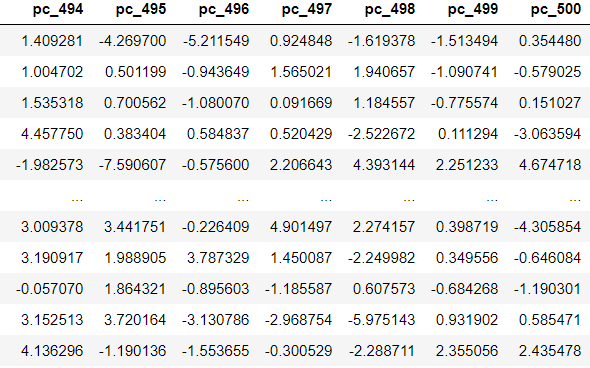 pc_494 pc_495 pc_496 pc_497 pc_498 pc_499 pc_500
1.409281 -4.269700 -5.211549 0.924848 -1.619378 -1.513494 0.354480
1.004702 0.501199 -0.943649 1.565021 1.940657 -1.090741 -0.579025
1.535318 0.700562 -1.080070 0.091669 1.184557 -0.775574 0.151027
4.457750 0.383404 0.584837 0.520429 -2.522672 0.111294 -3.063594
-1.982573 -7.590607 -0.575600 2.206643 4.393144 2.251233 4.674718
... ... ... ... ... ... ...
3.009378 3.441751 -0.226409 4.901497 2.274157 0.398719 -4.305854
3.190917 1.988905 3.787329 1.450087 -2.249982 0.349556 -0.646084
-0.057070 1.864321 -0.895603 -1.185587 0.607573 -0.684268 -1.190301
3.152513 3.720164 -3.130786 -2.968754 -5.975143 0.931902 0.585471
4.136296 -1.190136 -1.553655 -0.300529 -2.288711 2.355056 2.435478